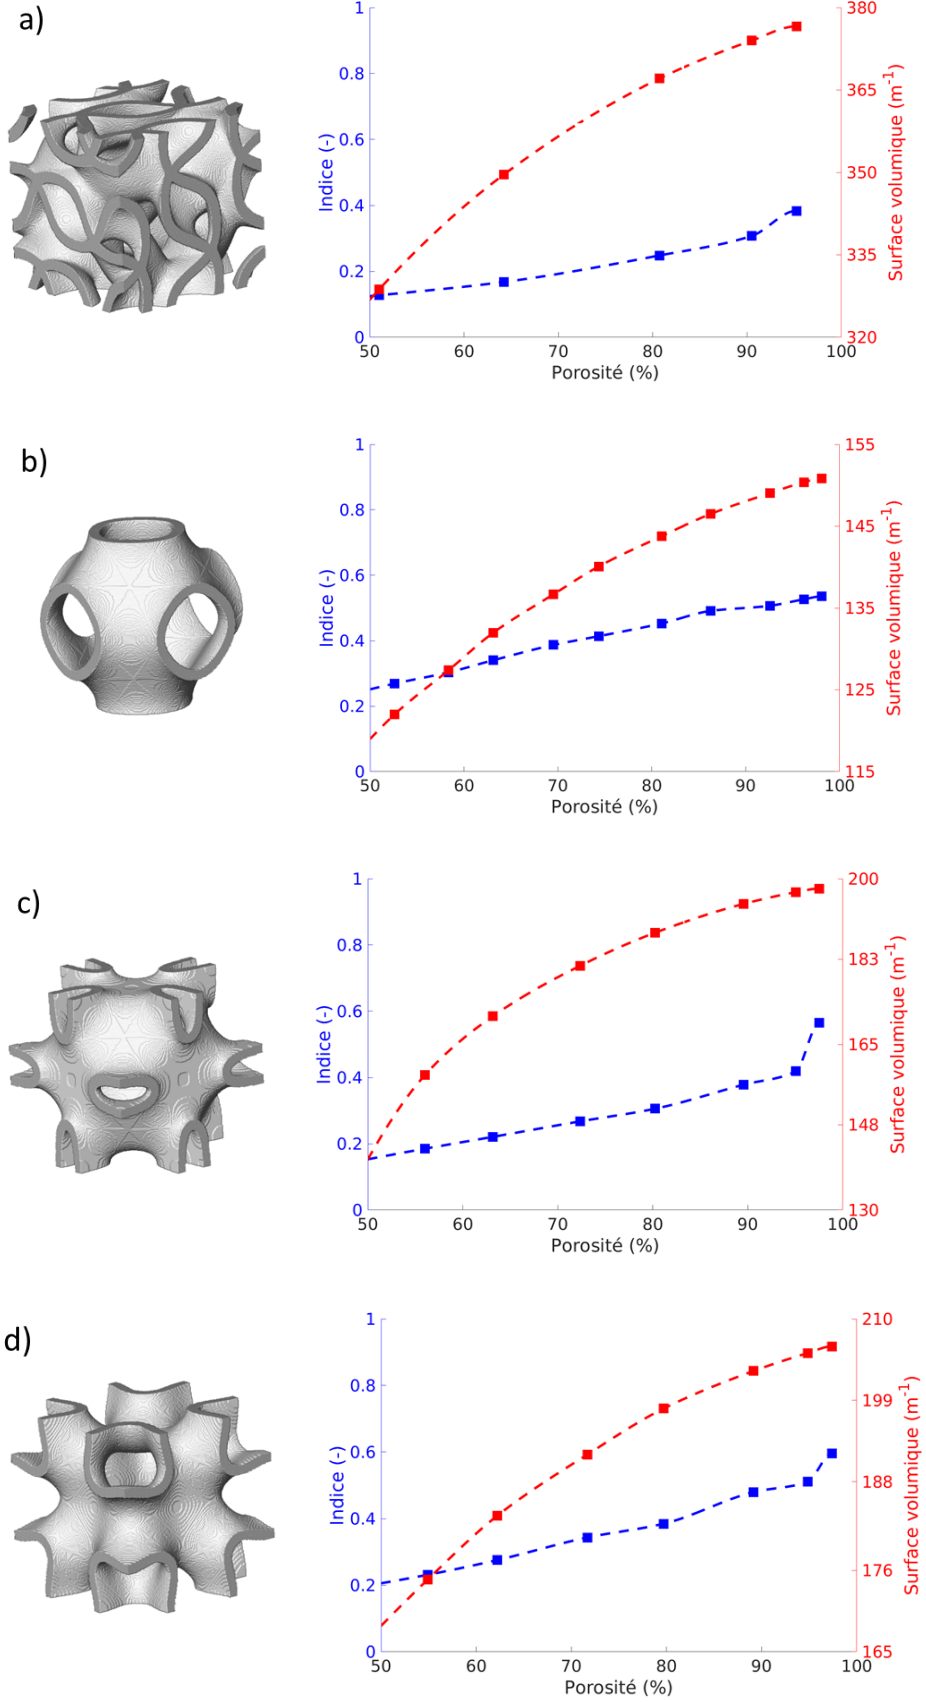 a)
1
0.8
0.6
0.4
0.2
0
Indice (-)
380
365
350
335
320
Surface volumique (m⁻¹)
50 60 70 80 90 100
Porosité (%)
b)
1
0.8
0.6
0.4
0.2
0
Indice (-)
155
145
135
125
115
Surface volumique (m⁻¹)
50 60 70 80 90 100
Porosité (%)
c)
1
0.8
0.6
0.4
0.2
0
Indice (-)
200
183
165
148
130
Surface volumique (m⁻¹)
50 60 70 80 90 100
Porosité (%)
d)
1
0.8
0.6
0.4
0.2
0
Indice (-)
210
199
188
176
165
Surface volumique (m⁻¹)
50 60 70 80 90 100
Porosité (%)